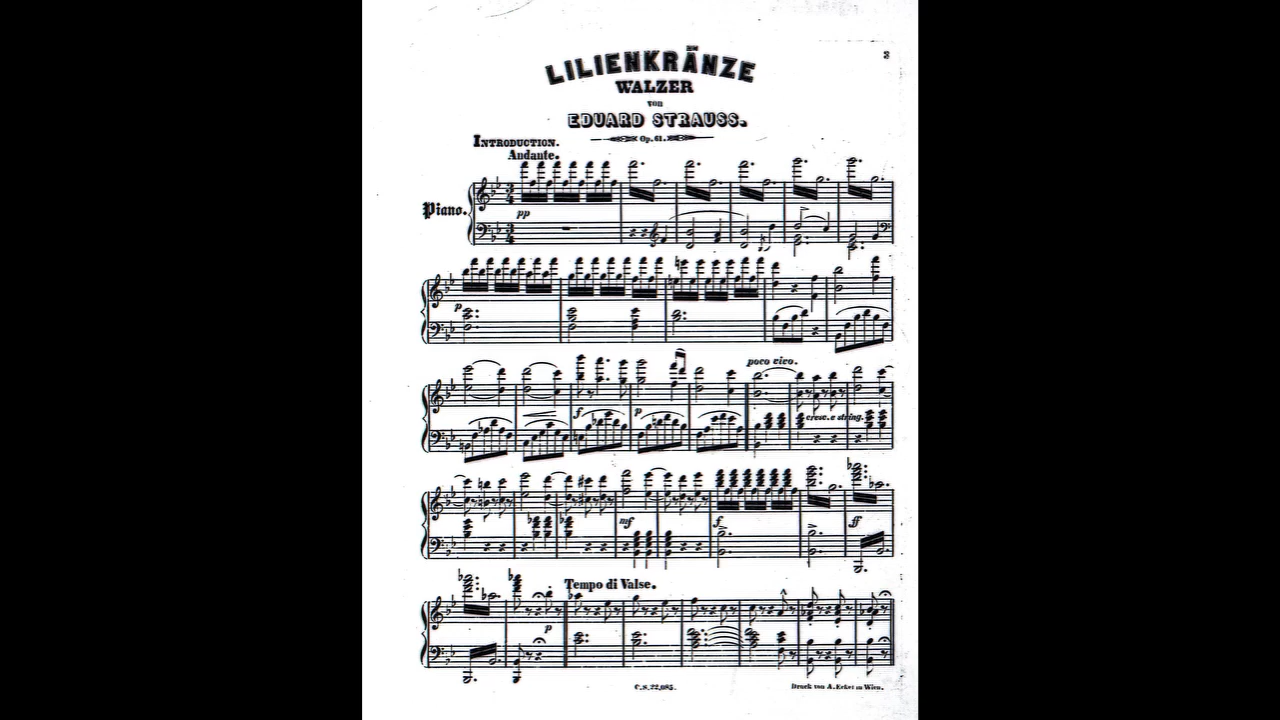 3
LILIENKRÄNZE
WALZER
von
EDUARD STRAUSS.
Op. 61.
INTRODUCTION.
Andante.
Piano.
pp
p
poco vivo.
f
p
cresc. e string.
mf
f
ff
Tempo di Valse.
p
C.S. 22,085.
Druck von A. Eckel in Wien.